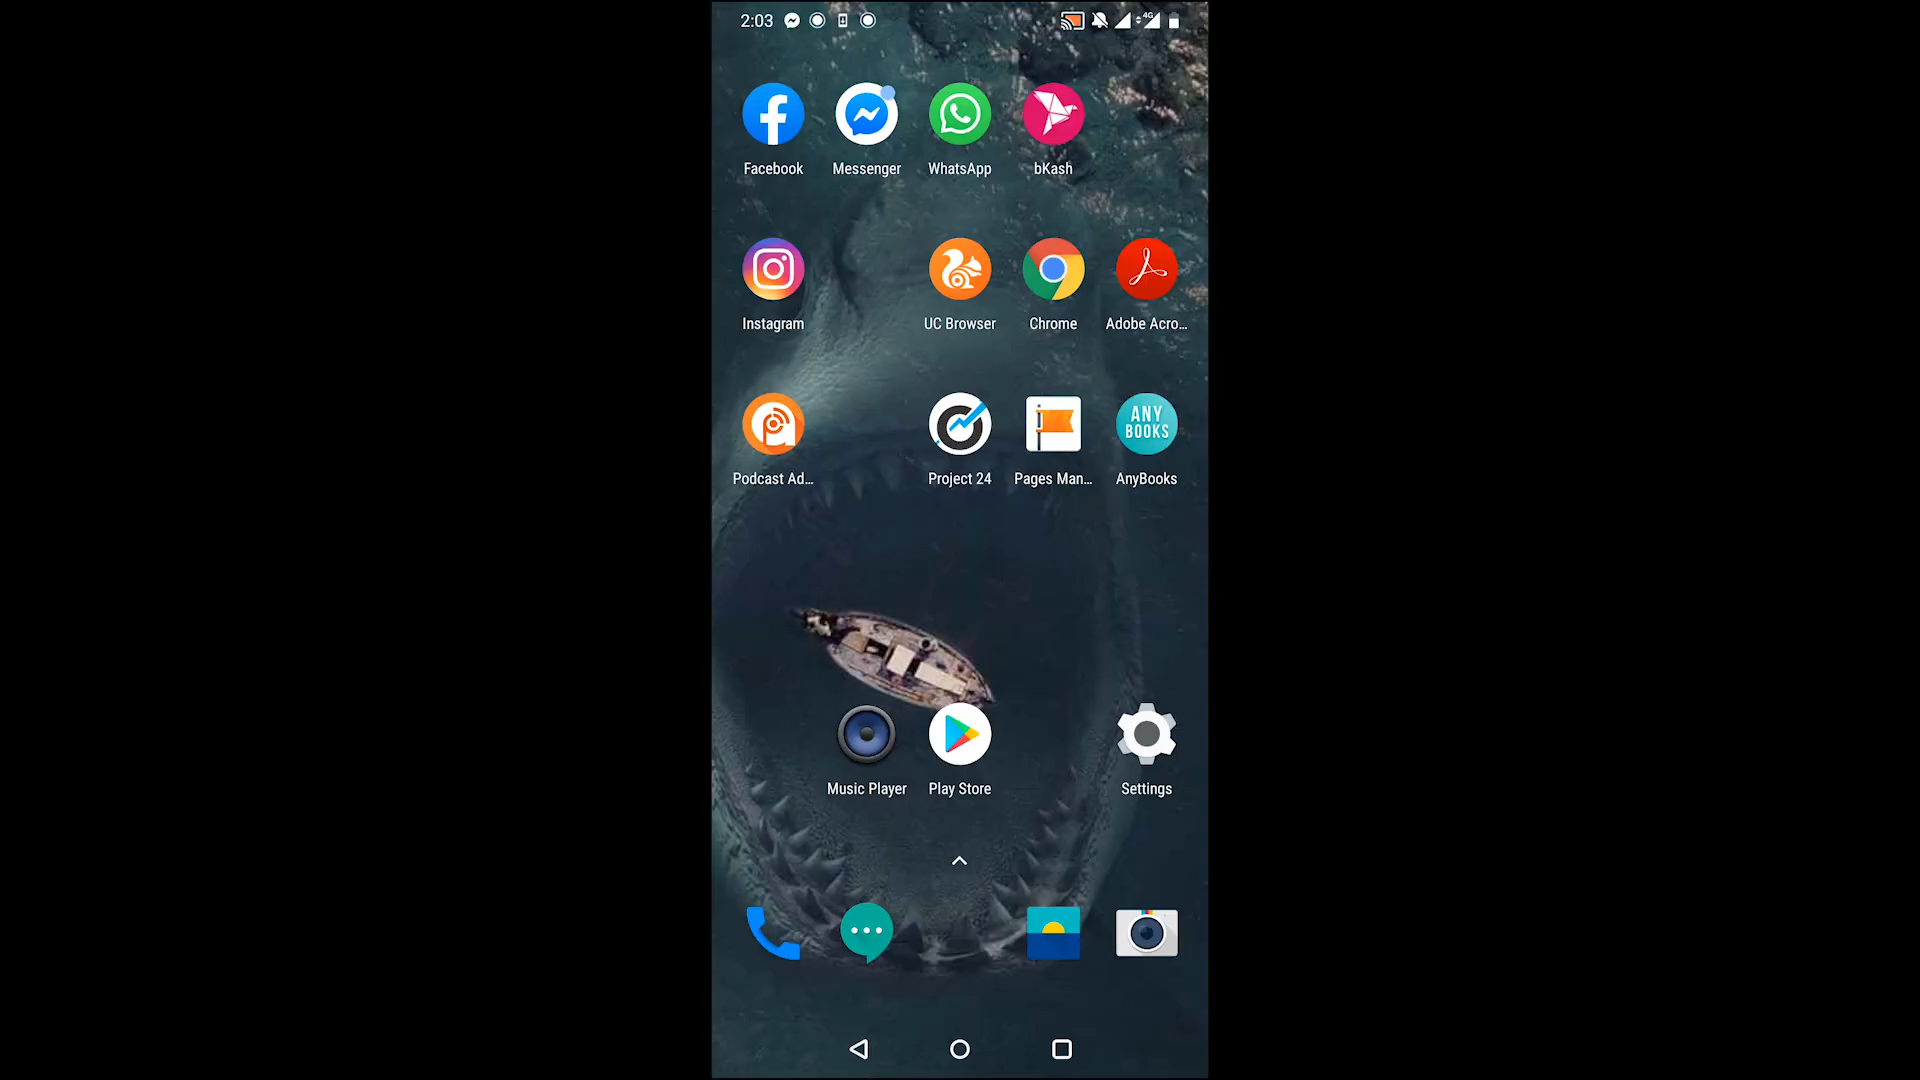 2:03
4G
Facebook
Messenger
WhatsApp
bKash
Instagram
UC Browser
Chrome
Adobe Acro...
ANY
BOOKS
Podcast Ad...
Project 24
Pages Man...
AnyBooks
Music Player
Play Store
Settings